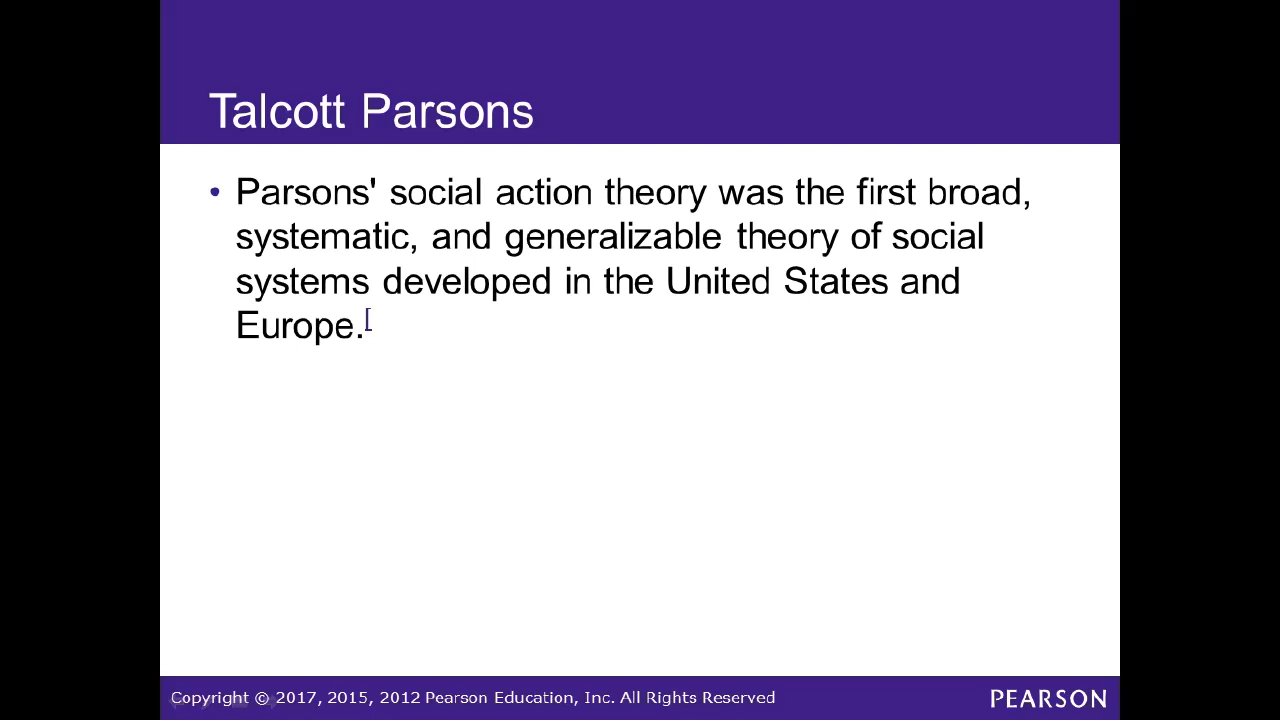 Talcott Parsons
• Parsons' social action theory was the first broad,
systematic, and generalizable theory of social
systems developed in the United States and
Europe.[
Copyright © 2017, 2015, 2012 Pearson Education, Inc. All Rights Reserved
PEARSON